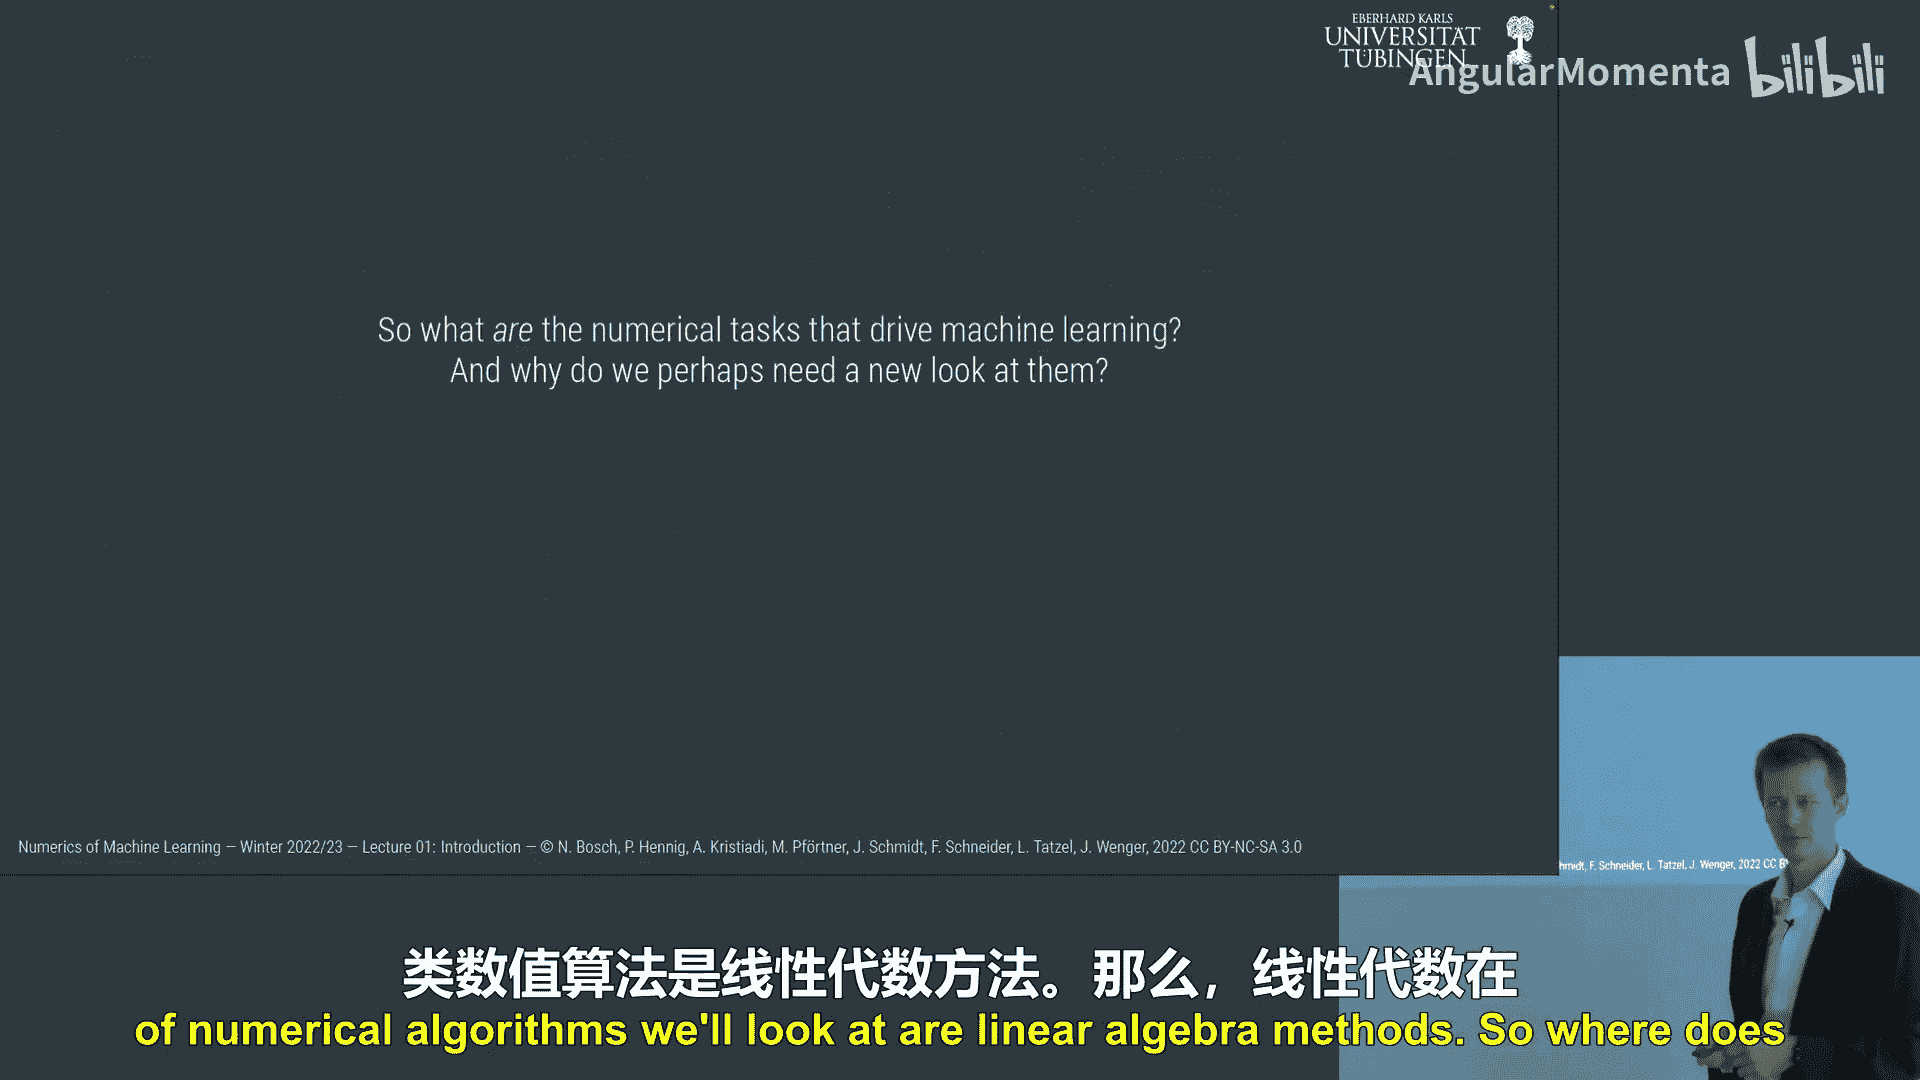 EBERHARD KARLS
UNIVERSITÄT
TÜBINGEN
AngularMomenta bilibili
So what are the numerical tasks that drive machine learning?
And why do we perhaps need a new look at them?
Numerics of Machine Learning — Winter 2022/23 — Lecture 01: Introduction — © N. Bosch, P. Hennig, A. Kristiadi, M. Pförtner, J. Schmidt, F. Schneider, L. Tatzel, J. Wenger, 2022 CC BY-NC-SA 3.0
hmidt, F. Schneider, L. Tatzel, J. Wenger, 2022 CC B
类数值算法是线性代数方法。那么，线性代数在
of numerical algorithms we'll look at are linear algebra methods. So where does